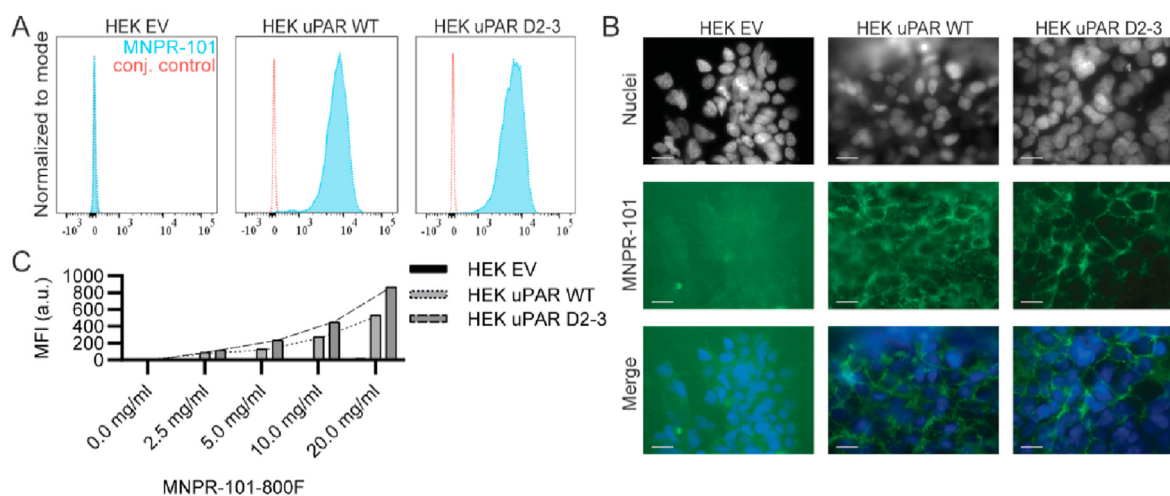 A
HEK EV
HEK uPAR WT
HEK uPAR D2-3
MNPR-101
conj. control
Normalized to mode
-10³ 0 10³ 10⁴ 10⁵
-10³ 0 10³ 10⁴ 10⁵
-10³ 0 10³ 10⁴ 10⁵
B
HEK EV
HEK uPAR WT
HEK uPAR D2-3
Nuclei
MNPR-101
Merge
C
MFI (a.u.)
1000
800
600
400
200
0
0.0 mg/ml
2.5 mg/ml
5.0 mg/ml
10.0 mg/ml
20.0 mg/ml
MNPR-101-800F
HEK EV
HEK uPAR WT
HEK uPAR D2-3